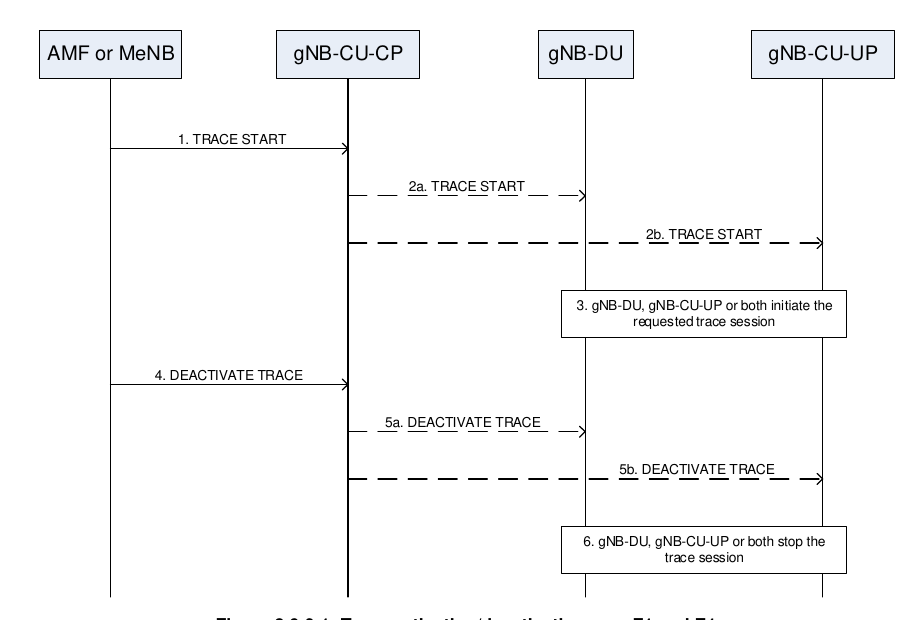 AMF or MeNB
gNB-CU-CP
gNB-DU
gNB-CU-UP
1. TRACE START
2a. TRACE START
2b. TRACE START
3. gNB-DU, gNB-CU-UP or both initiate the
requested trace session
4. DEACTIVATE TRACE
5a. DEACTIVATE TRACE
5b. DEACTIVATE TRACE
6. gNB-DU, gNB-CU-UP or both stop the
trace session